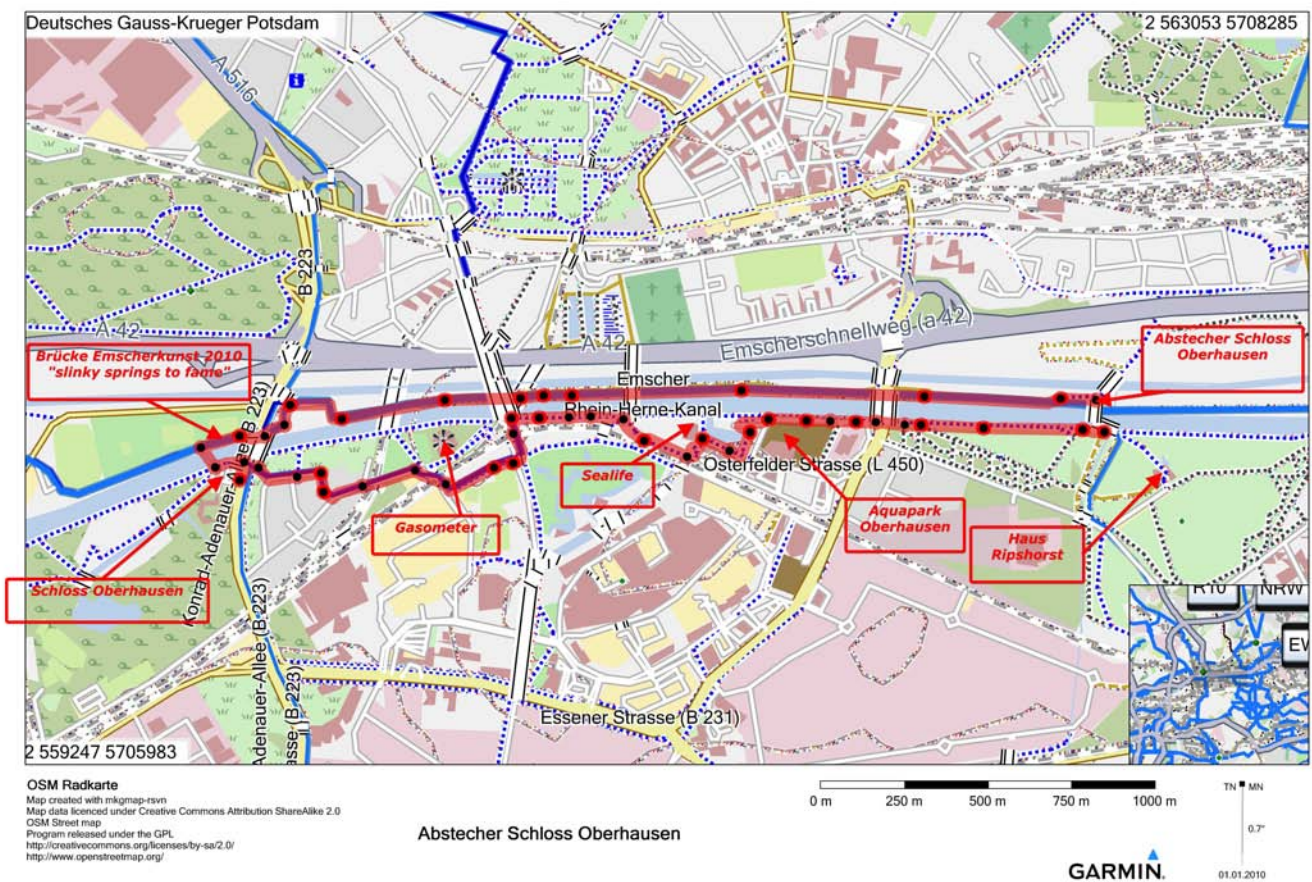 Deutsches Gauss-Krueger Potsdam
2 563053 5708285
A 516
B 223
A 42
A 42
Emscherschnellweg (a 42)
Brücke Emscherkunst 2010
"slinky springs to fame"
Abstecher Schloss
Oberhausen
Emscher
Rhein-Herne-Kanal
Konrad-Adenauer-Allee (B 223)
Osterfelder Strasse (L 450)
Sealife
Gasometer
Aquapark
Oberhausen
Haus
Ripshorst
Schloss Oberhausen
Adenauer-Allee (B 223)
asse (B 223)
Essener Strasse (B 231)
R10
NRW
EV
2 559247 5705983
OSM Radkarte
Map created with mkgmap-rsvn
Map data licenced under Creative Commons Attribution ShareAlike 2.0
OSM Street map
Program released under the GPL
http://creativecommons.org/licenses/by-sa/2.0/
http://www.openstreetmap.org/
Abstecher Schloss Oberhausen
0 m 250 m 500 m 750 m 1000 m
TN MN
0.7°
GARMIN.
01.01.2010